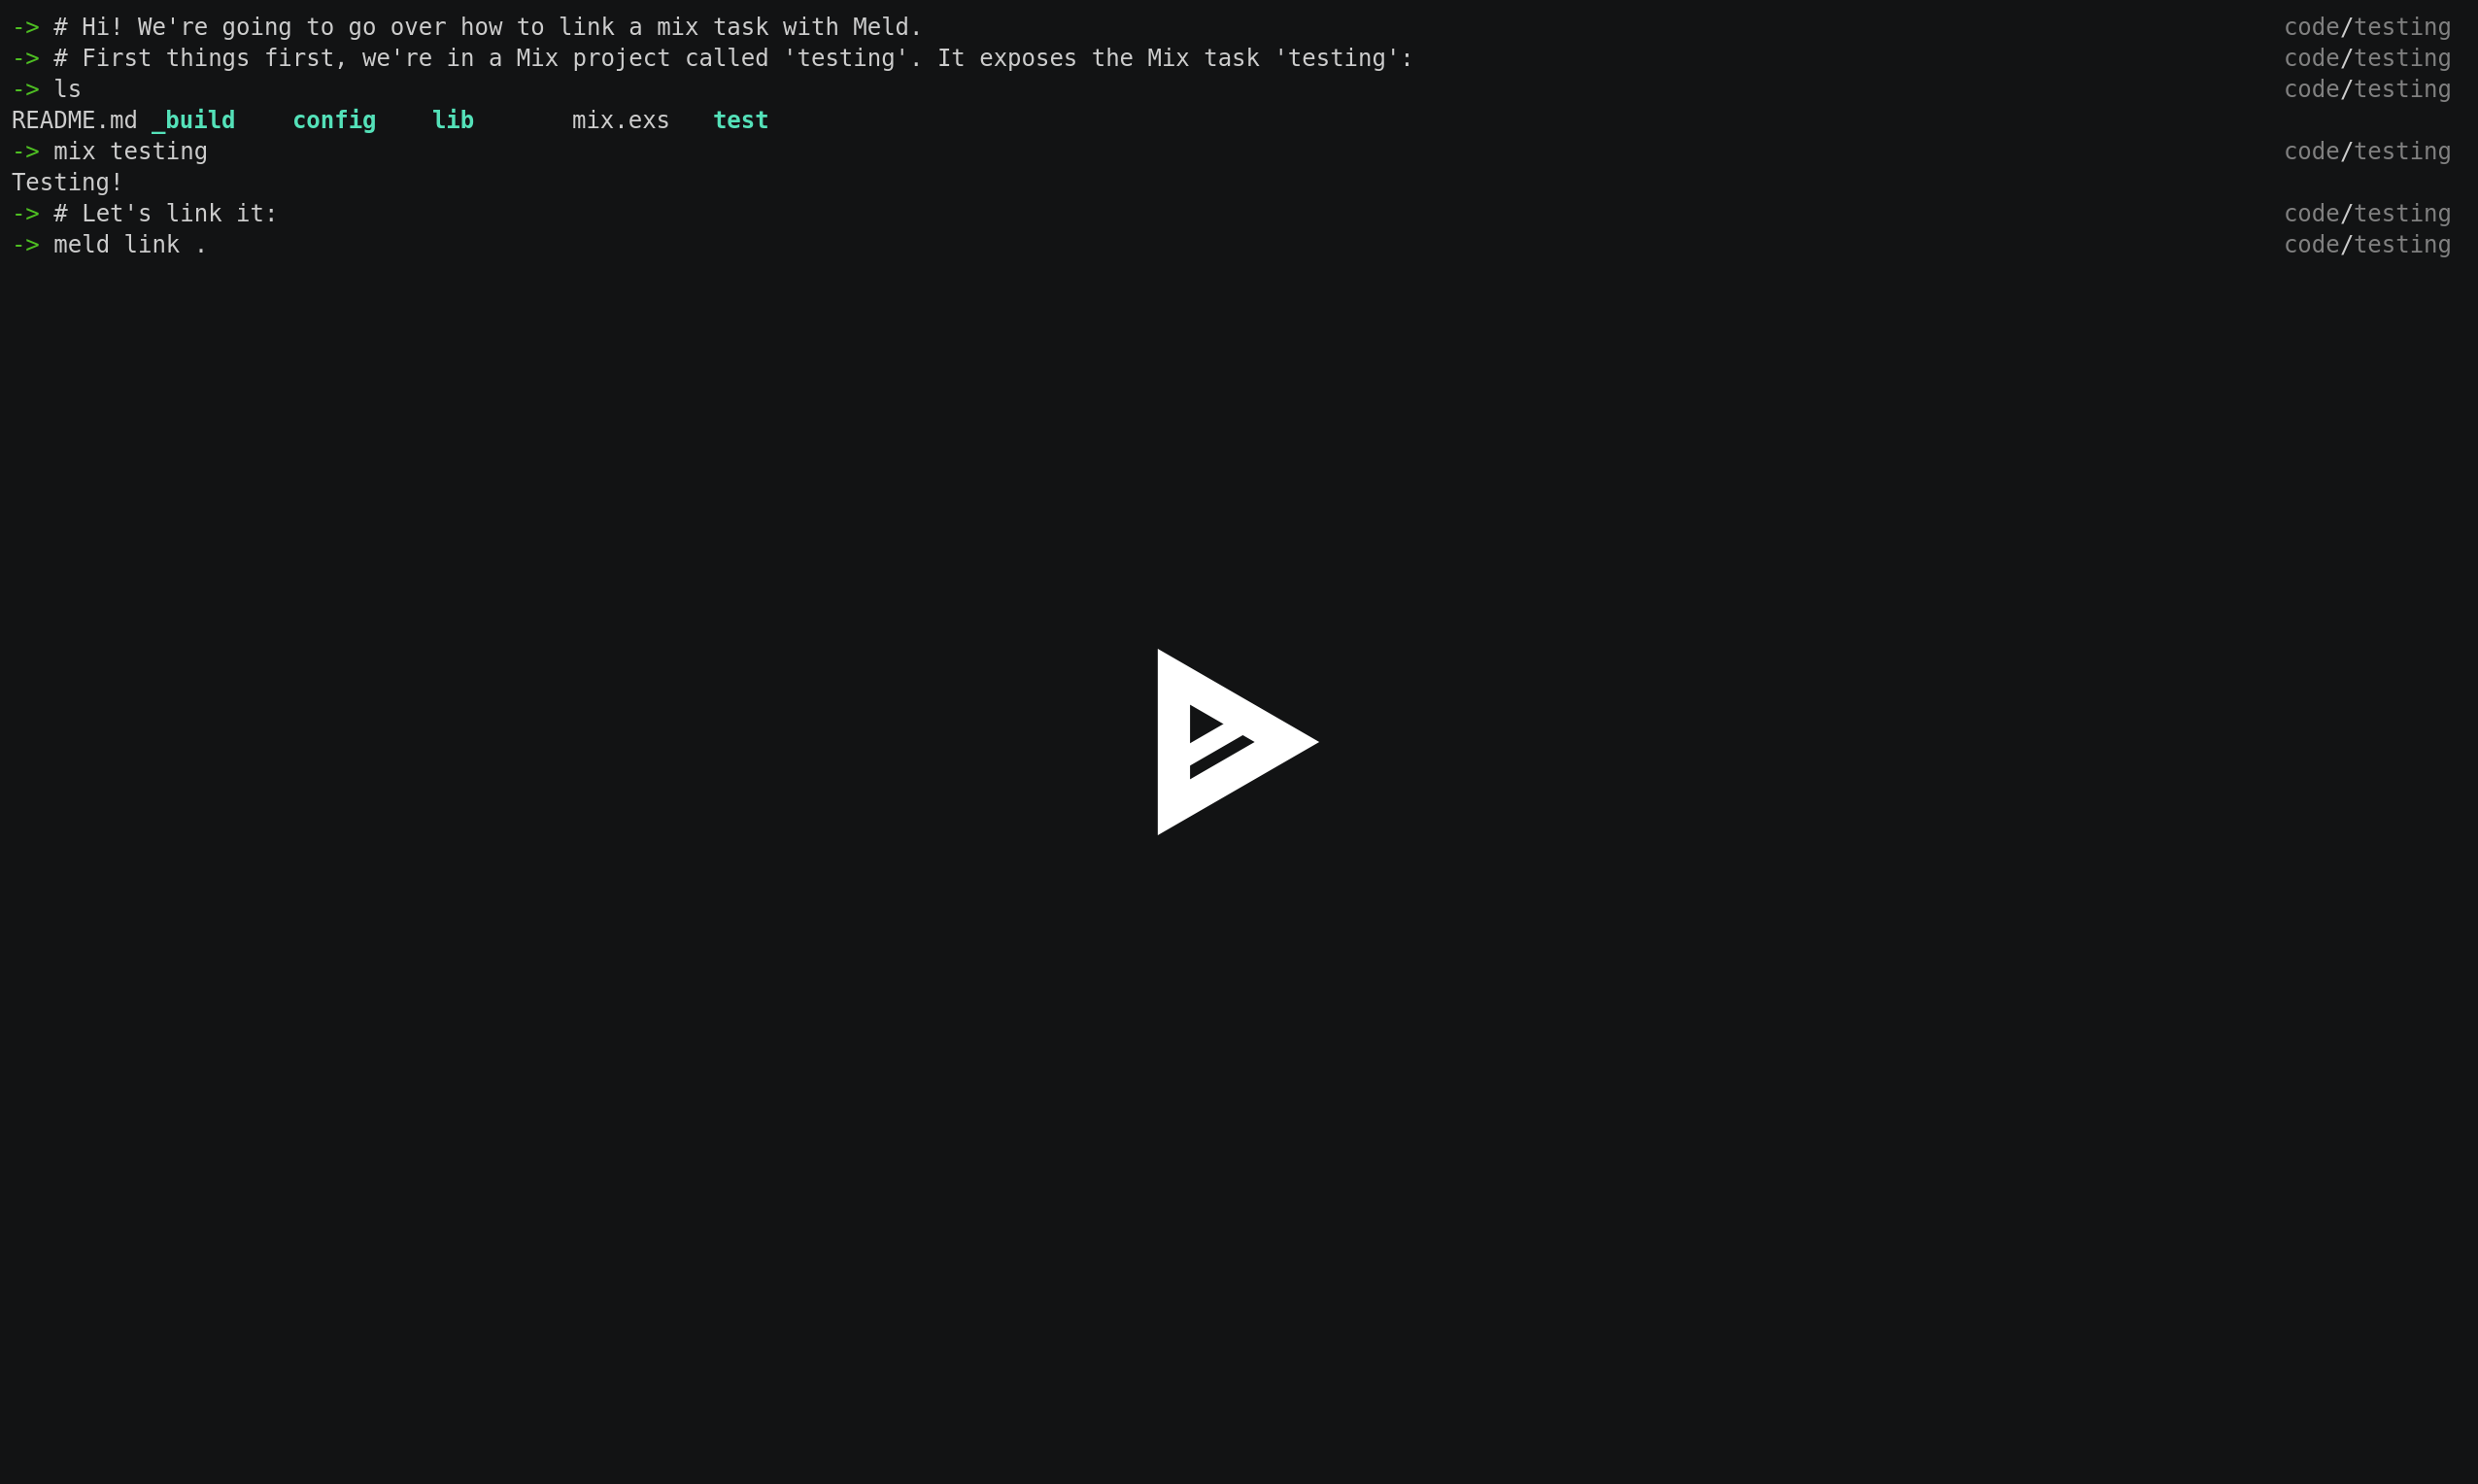 -> # Hi! We're going to go over how to link a mix task with Meld. code/testing
-> # First things first, we're in a Mix project called 'testing'. It exposes the Mix task 'testing': code/testing
-> ls code/testing
README.md _build config lib mix.exs test
-> mix testing code/testing
Testing!
-> # Let's link it: code/testing
-> meld link . code/testing